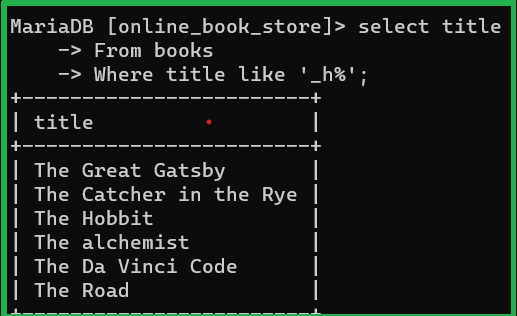 MariaDB [online_book_store]> select title
    -> From books
    -> Where title like '_h%';
+------------------------+
| title                  |
+------------------------+
| The Great Gatsby       |
| The Catcher in the Rye |
| The Hobbit             |
| The alchemist          |
| The Da Vinci Code      |
| The Road               |
+------------------------+